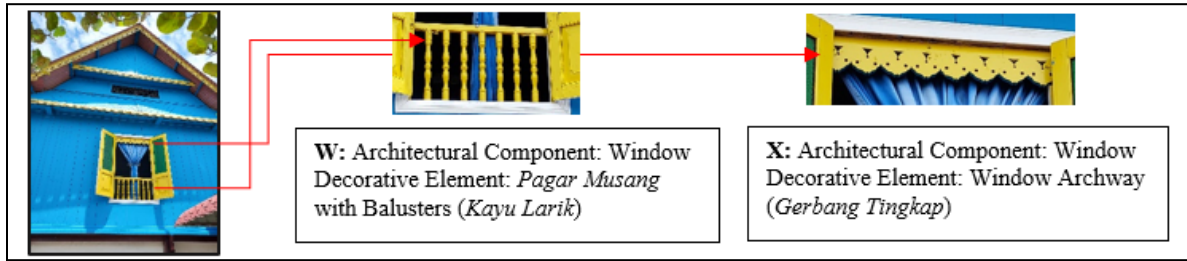 W: Architectural Component: Window
Decorative Element: Pagar Musang
with Balusters (Kayu Larik)
X: Architectural Component: Window
Decorative Element: Window Archway
(Gerbang Tingkap)